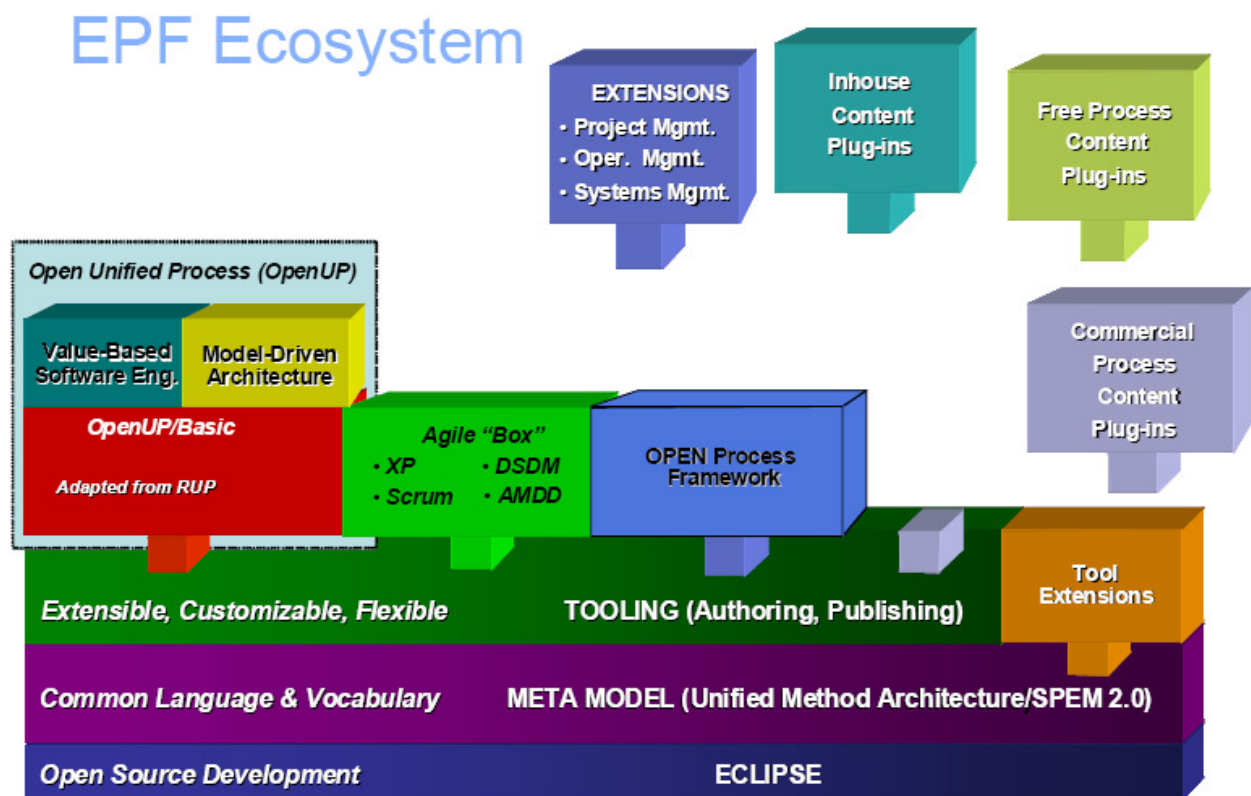 EPF Ecosystem
EXTENSIONS
• Project Mgmt.
• Oper. Mgmt.
• Systems Mgmt.
Inhouse
Content
Plug-ins
Free Process
Content
Plug-ins
Open Unified Process (OpenUP)
Value-Based
Software Eng.
Model-Driven
Architecture
Commercial
Process
Content
Plug-ins
OpenUP/Basic
Adapted from RUP
Agile “Box”
• XP • DSDM
• Scrum • AMDD
OPEN Process
Framework
Tool
Extensions
Extensible, Customizable, Flexible TOOLING (Authoring, Publishing)
Common Language & Vocabulary META MODEL (Unified Method Architecture/SPEM 2.0)
Open Source Development ECLIPSE